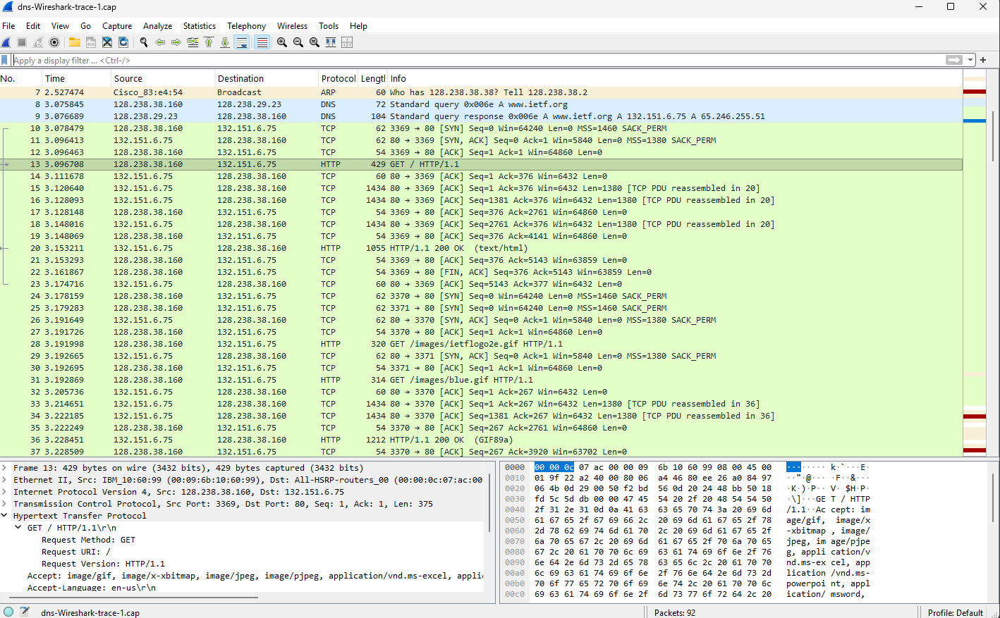 dns-Wireshark-trace-1.cap
File Edit View Go Capture Analyze Statistics Telephony Wireless Tools Help
Apply a display filter ... <Ctrl-/>
No. Time Source Destination Protocol Lengtl Info
7 2.527474 Cisco_83:e4:54 Broadcast ARP 60 Who has 128.238.38.38? Tell 128.238.38.2
8 3.075845 128.238.38.160 128.238.29.23 DNS 72 Standard query 0x006e A www.ietf.org
9 3.076689 128.238.29.23 128.238.38.160 DNS 104 Standard query response 0x006e A www.ietf.org A 132.151.6.75 A 65.246.255.51
10 3.078479 128.238.38.160 132.151.6.75 TCP 62 3369 → 80 [SYN] Seq=0 Win=64240 Len=0 MSS=1460 SACK_PERM
11 3.096413 132.151.6.75 128.238.38.160 TCP 62 80 → 3369 [SYN, ACK] Seq=0 Ack=1 Win=5840 Len=0 MSS=1380 SACK_PERM
12 3.096463 128.238.38.160 132.151.6.75 TCP 54 3369 → 80 [ACK] Seq=1 Ack=1 Win=64860 Len=0
13 3.096708 128.238.38.160 132.151.6.75 HTTP 429 GET / HTTP/1.1
14 3.111678 132.151.6.75 128.238.38.160 TCP 60 80 → 3369 [ACK] Seq=1 Ack=376 Win=6432 Len=0
15 3.120640 132.151.6.75 128.238.38.160 TCP 1434 80 → 3369 [ACK] Seq=1 Ack=376 Win=6432 Len=1380 [TCP PDU reassembled in 20]
16 3.128093 132.151.6.75 128.238.38.160 TCP 1434 80 → 3369 [ACK] Seq=1381 Ack=376 Win=6432 Len=1380 [TCP PDU reassembled in 20]
17 3.128148 128.238.38.160 132.151.6.75 TCP 54 3369 → 80 [ACK] Seq=376 Ack=2761 Win=64860 Len=0
18 3.148016 132.151.6.75 128.238.38.160 TCP 1434 80 → 3369 [ACK] Seq=2761 Ack=376 Win=6432 Len=1380 [TCP PDU reassembled in 20]
19 3.148069 128.238.38.160 132.151.6.75 TCP 54 3369 → 80 [ACK] Seq=376 Ack=4141 Win=64860 Len=0
20 3.153211 132.151.6.75 128.238.38.160 HTTP 1055 HTTP/1.1 200 OK (text/html)
21 3.153293 128.238.38.160 132.151.6.75 TCP 54 3369 → 80 [ACK] Seq=376 Ack=5143 Win=63859 Len=0
22 3.161867 128.238.38.160 132.151.6.75 TCP 54 3369 → 80 [FIN, ACK] Seq=376 Ack=5143 Win=63859 Len=0
23 3.174716 132.151.6.75 128.238.38.160 TCP 60 80 → 3369 [ACK] Seq=5143 Ack=377 Win=6432 Len=0
24 3.178159 128.238.38.160 132.151.6.75 TCP 62 3370 → 80 [SYN] Seq=0 Win=64240 Len=0 MSS=1460 SACK_PERM
25 3.179283 128.238.38.160 132.151.6.75 TCP 62 3371 → 80 [SYN] Seq=0 Win=64240 Len=0 MSS=1460 SACK_PERM
26 3.191649 132.151.6.75 128.238.38.160 TCP 62 80 → 3370 [SYN, ACK] Seq=0 Ack=1 Win=5840 Len=0 MSS=1380 SACK_PERM
27 3.191726 128.238.38.160 132.151.6.75 TCP 54 3370 → 80 [ACK] Seq=1 Ack=1 Win=64860 Len=0
28 3.191998 128.238.38.160 132.151.6.75 HTTP 320 GET /images/ietflogo2e.gif HTTP/1.1
29 3.192665 132.151.6.75 128.238.38.160 TCP 62 80 → 3371 [SYN, ACK] Seq=0 Ack=1 Win=5840 Len=0 MSS=1380 SACK_PERM
30 3.192695 128.238.38.160 132.151.6.75 TCP 54 3371 → 80 [ACK] Seq=1 Ack=1 Win=64860 Len=0
31 3.192869 128.238.38.160 132.151.6.75 HTTP 314 GET /images/blue.gif HTTP/1.1
32 3.205736 132.151.6.75 128.238.38.160 TCP 60 80 → 3370 [ACK] Seq=1 Ack=267 Win=6432 Len=0
33 3.214651 132.151.6.75 128.238.38.160 TCP 1434 80 → 3370 [ACK] Seq=1 Ack=267 Win=6432 Len=1380 [TCP PDU reassembled in 36]
34 3.222185 132.151.6.75 128.238.38.160 TCP 1434 80 → 3370 [ACK] Seq=1381 Ack=267 Win=6432 Len=1380 [TCP PDU reassembled in 36]
35 3.222249 128.238.38.160 132.151.6.75 TCP 54 3370 → 80 [ACK] Seq=267 Ack=2761 Win=64860 Len=0
36 3.228451 132.151.6.75 128.238.38.160 HTTP 1212 HTTP/1.1 200 OK (GIF89a)
37 3.228509 128.238.38.160 132.151.6.75 TCP 54 3370 → 80 [ACK] Seq=267 Ack=3920 Win=63702 Len=0
Frame 13: 429 bytes on wire (3432 bits), 429 bytes captured (3432 bits)
Ethernet II, Src: IBM_10:60:99 (00:09:6b:10:60:99), Dst: All-HSRP-routers_00 (00:00:0c:07:ac:00
Internet Protocol Version 4, Src: 128.238.38.160, Dst: 132.151.6.75
Transmission Control Protocol, Src Port: 3369, Dst Port: 80, Seq: 1, Ack: 1, Len: 375
Hypertext Transfer Protocol
GET / HTTP/1.1\r\n
Request Method: GET
Request URI: /
Request Version: HTTP/1.1
Accept: image/gif, image/x-xbitmap, image/jpeg, image/pjpeg, application/vnd.ms-excel, appli
Accept-Language: en-us\r\n
0000 00 00 0c 07 ac 00 00 09 6b 10 60 99 08 00 45 00 ········ k·`···E·
0010 01 9f 22 a2 40 00 80 06 a4 46 80 ee 26 a0 84 97 ··"·@··· ·F··&···
0020 06 4b 0d 29 00 50 f2 bd 56 0d 20 24 48 bb 50 18 ·K·)·P·· V· $H·P·
0030 fd 5c 5d db 00 00 47 45 54 20 2f 20 48 54 54 50 ·\]···GE T / HTTP
0040 2f 31 2e 31 0d 0a 41 63 63 65 70 74 3a 20 69 6d /1.1··Ac cept: im
0050 61 67 65 2f 67 69 66 2c 20 69 6d 61 67 65 2f 78 age/gif, image/x
0060 2d 78 62 69 74 6d 61 70 2c 20 69 6d 61 67 65 2f -xbitmap , image/
0070 6a 70 65 67 2c 20 69 6d 61 67 65 2f 70 6a 70 65 jpeg, im age/pjpe
0080 67 2c 20 61 70 70 6c 69 63 61 74 69 6f 6e 2f 76 g, appli cation/v
0090 6e 64 2e 6d 73 2d 65 78 63 65 6c 2c 20 61 70 70 nd.ms-ex cel, app
00a0 6c 69 63 61 74 69 6f 6e 2f 76 6e 64 2e 6d 73 2d lication /vnd.ms-
00b0 70 6f 77 65 72 70 6f 69 6e 74 2c 20 61 70 70 6c powerpoi nt, appl
00c0 69 63 61 74 69 6f 6e 2f 6d 73 77 6f 72 64 2c 20 ication/ msword,
dns-Wireshark-trace-1.cap
Packets: 92
Profile: Default